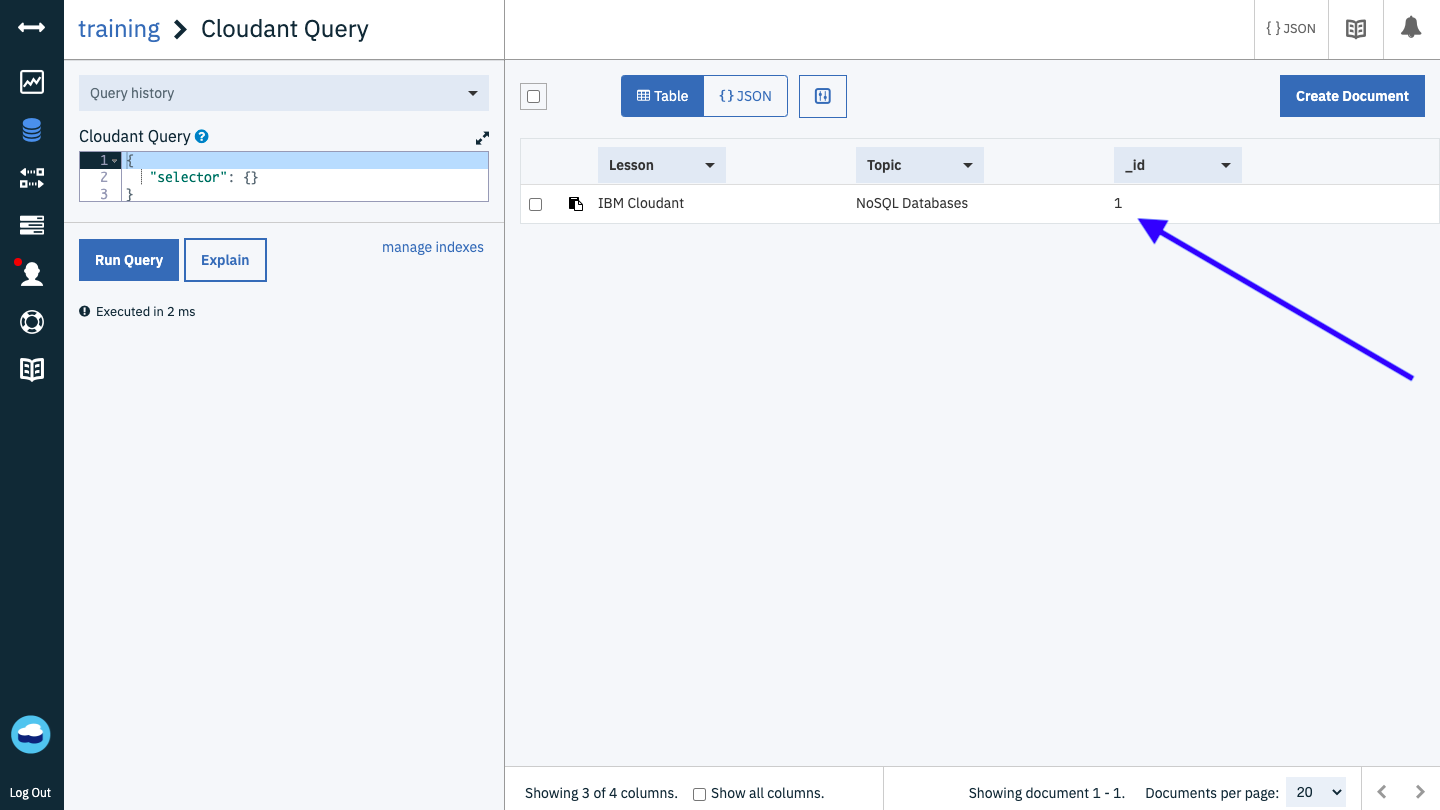 training
Cloudant Query
{ } JSON
Query history
Cloudant Query
1 {
2 "selector": {}
3 }
Run Query
Explain
manage indexes
Executed in 2 ms
Table
{ } JSON
Create Document
Lesson
Topic
_id
IBM Cloudant
NoSQL Databases
1
Log Out
Showing 3 of 4 columns.
Show all columns.
Showing document 1 - 1.
Documents per page:
20